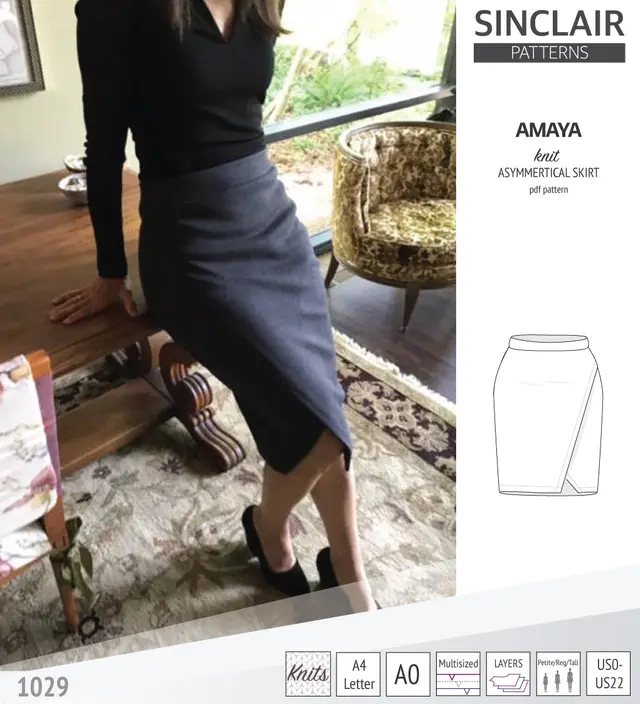 SINCLAIR
PATTERNS
AMAYA
knit
ASYMMERTICAL SKIRT
pdf pattern
1029
Knits
A4
Letter
A0
Multisized
LAYERS
Petite/Reg/Tall
US0-
US22